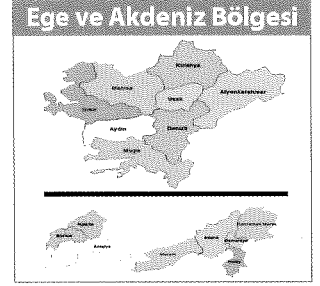 Ege ve Akdeniz Bölgesi
Kütahya
Manisa
Afyonkarahisar
Uşak
İzmir
Aydın
Denizli
Muğla
Isparta
Burdur
Antalya
Kahramanmaraş
Adana
Osmaniye
Mersin
Hatay